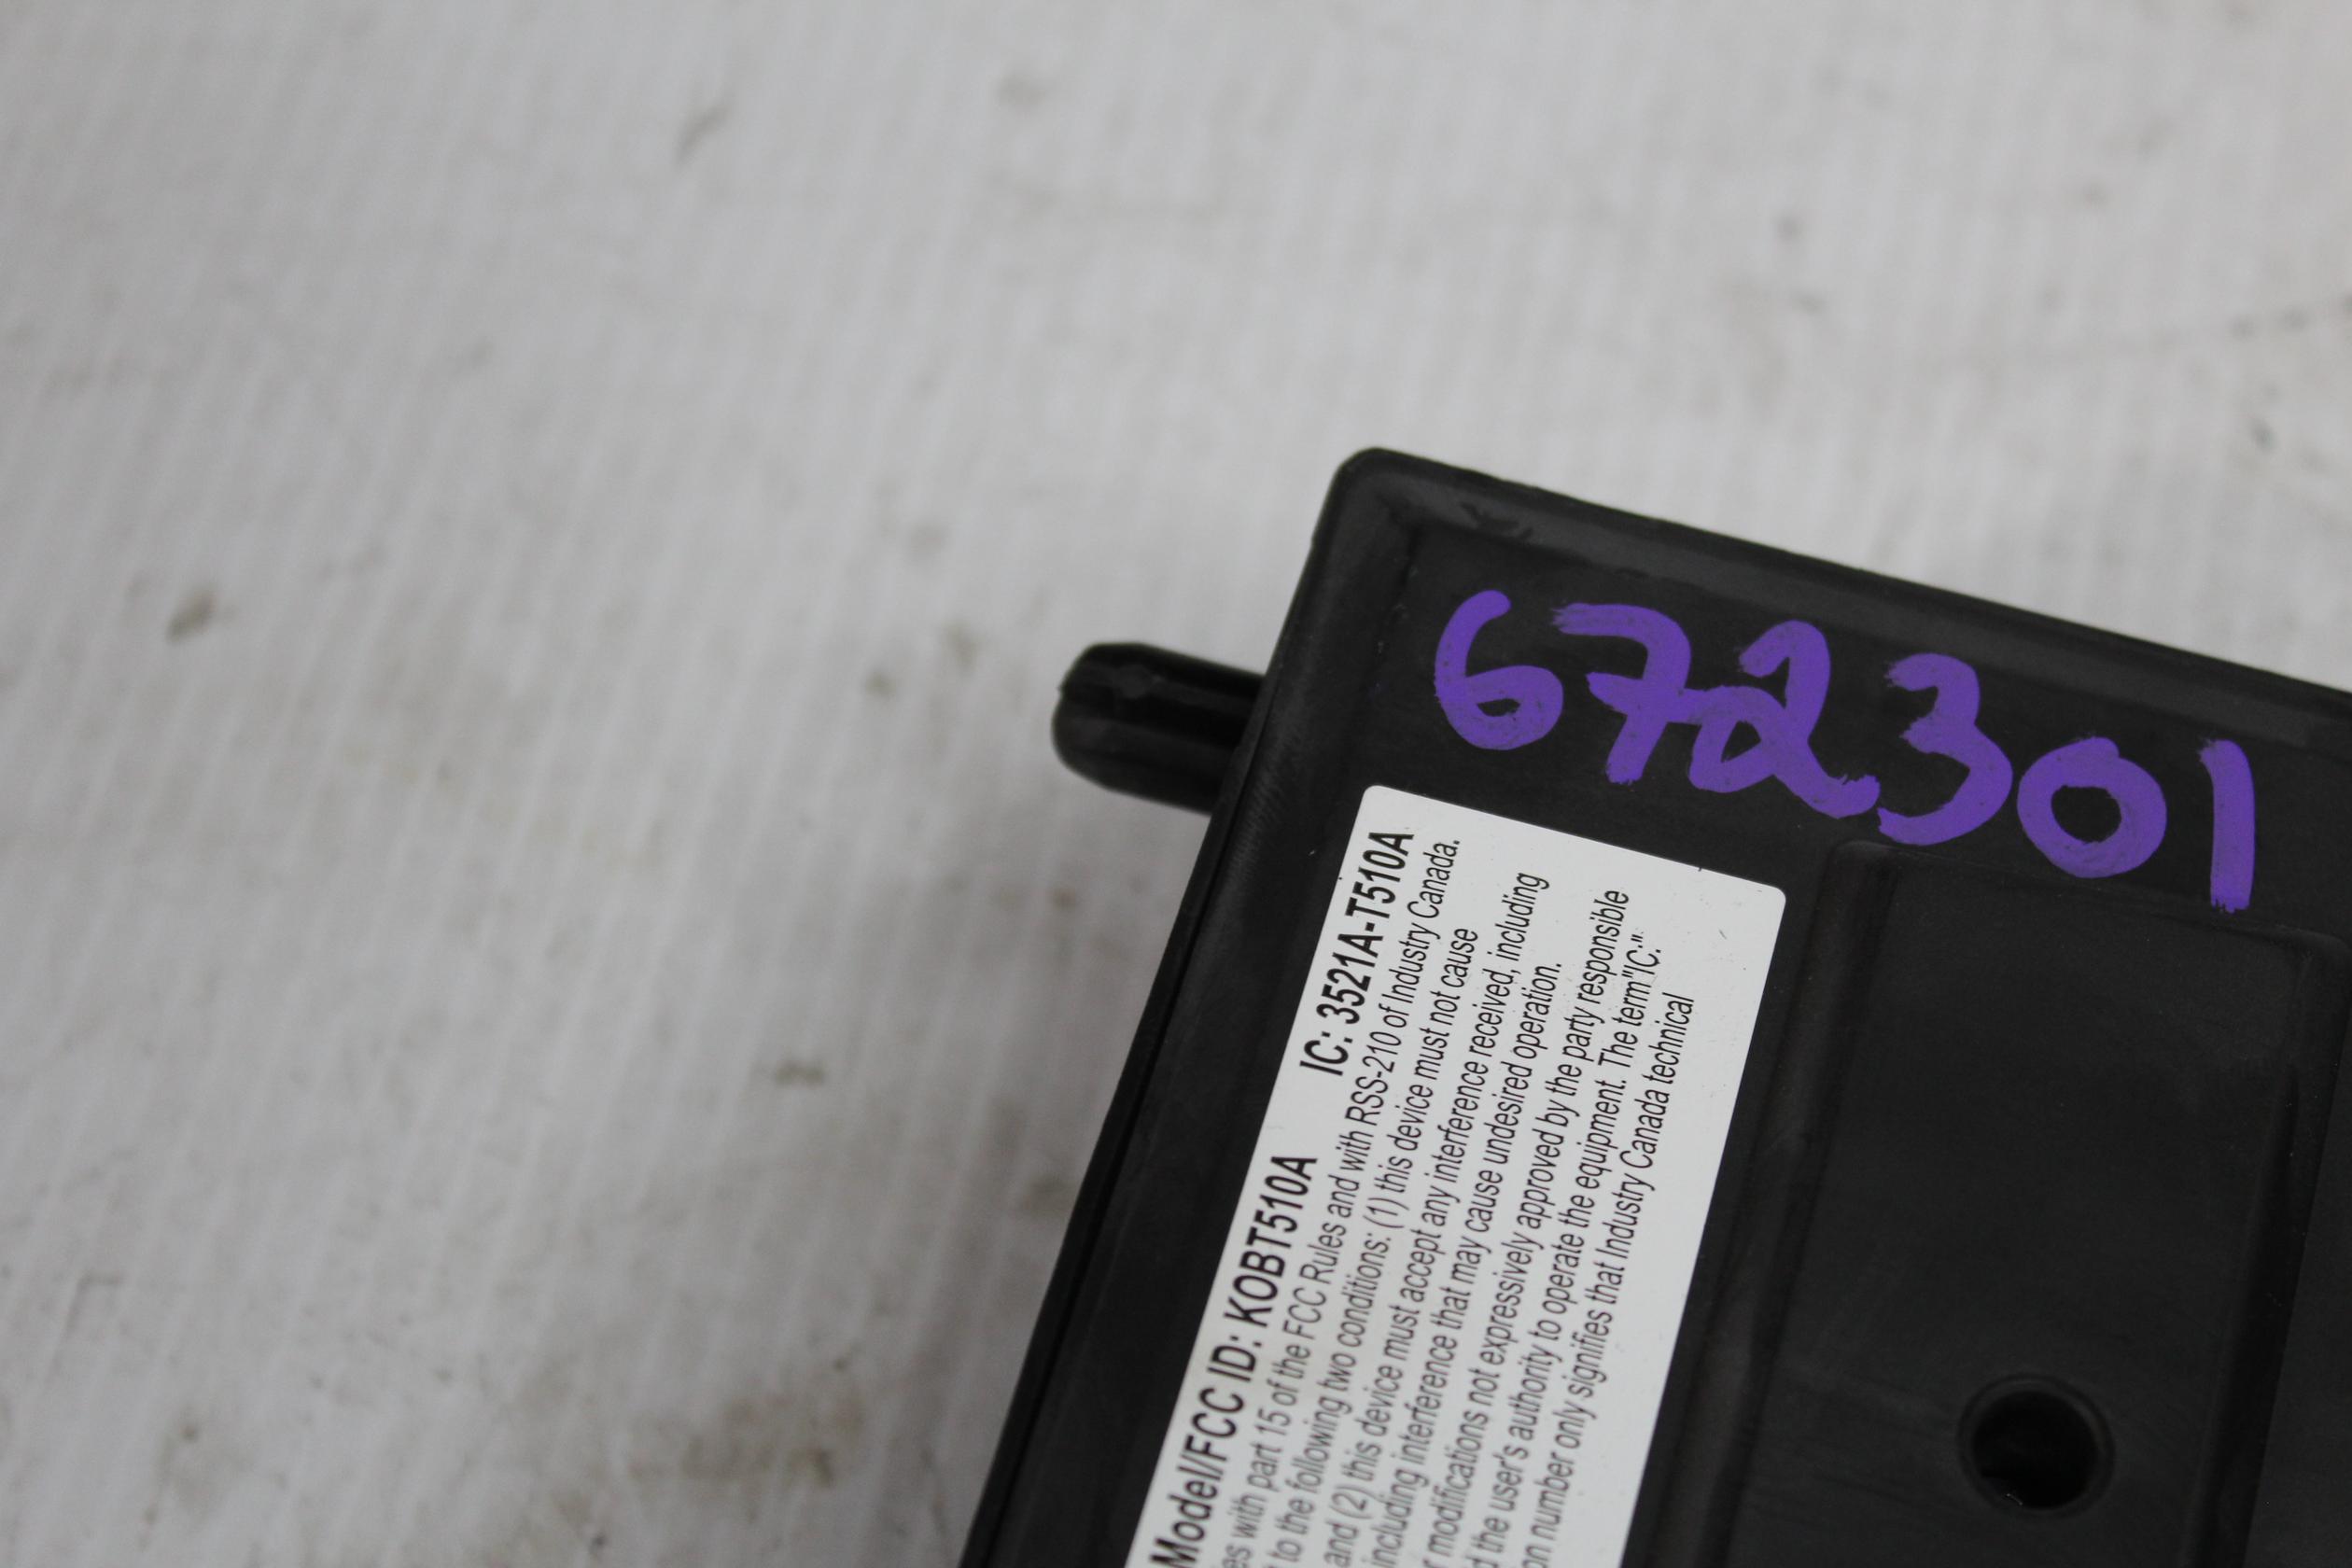 672301
Model/FCC ID: KOBT510A IC: 3521A-T510A
es with part 15 of the FCC Rules and with RSS-210 of Industry Canada.
to the following two conditions: (1) this device must not cause
and (2) this device must accept any interference received, including
including interference that may cause undesired operation.
modifications not expressively approved by the party responsible
d the user's authority to operate the equipment. The term"IC:"
on number only signifies that Industry Canada technical